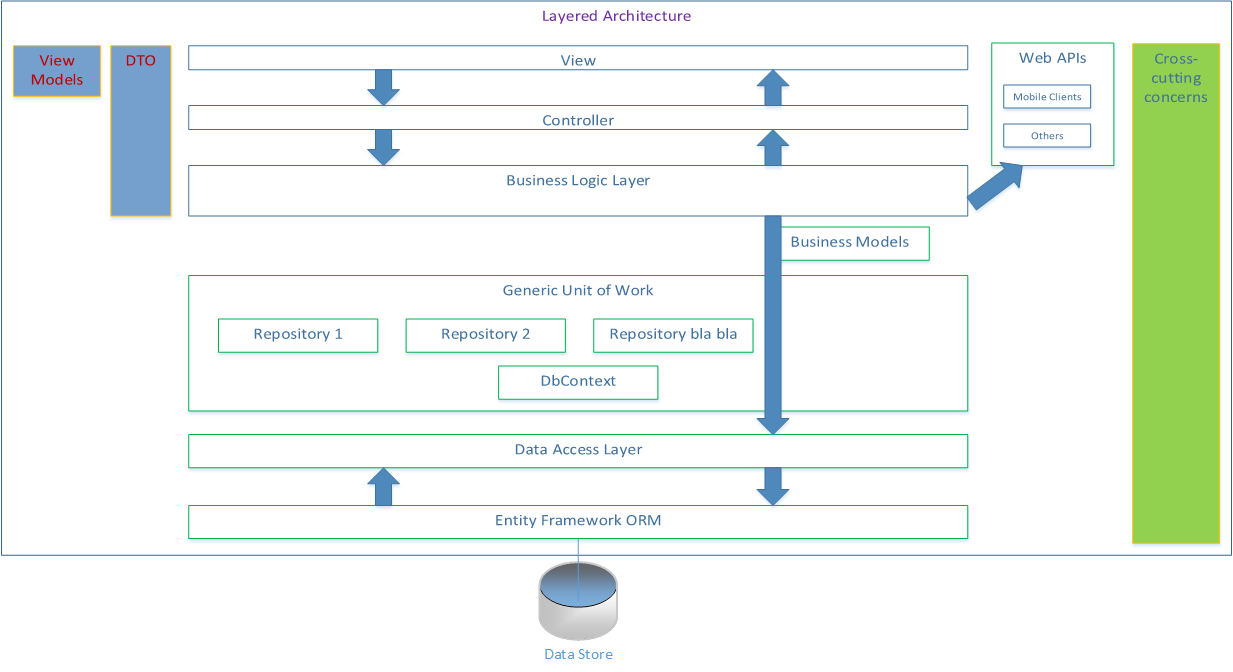 Layered Architecture
View
Models
DTO
View
Controller
Business Logic Layer
Web APIs
Mobile Clients
Others
Cross-
cutting
concerns
Business Models
Generic Unit of Work
Repository 1
Repository 2
Repository bla bla
DbContext
Data Access Layer
Entity Framework ORM
Data Store